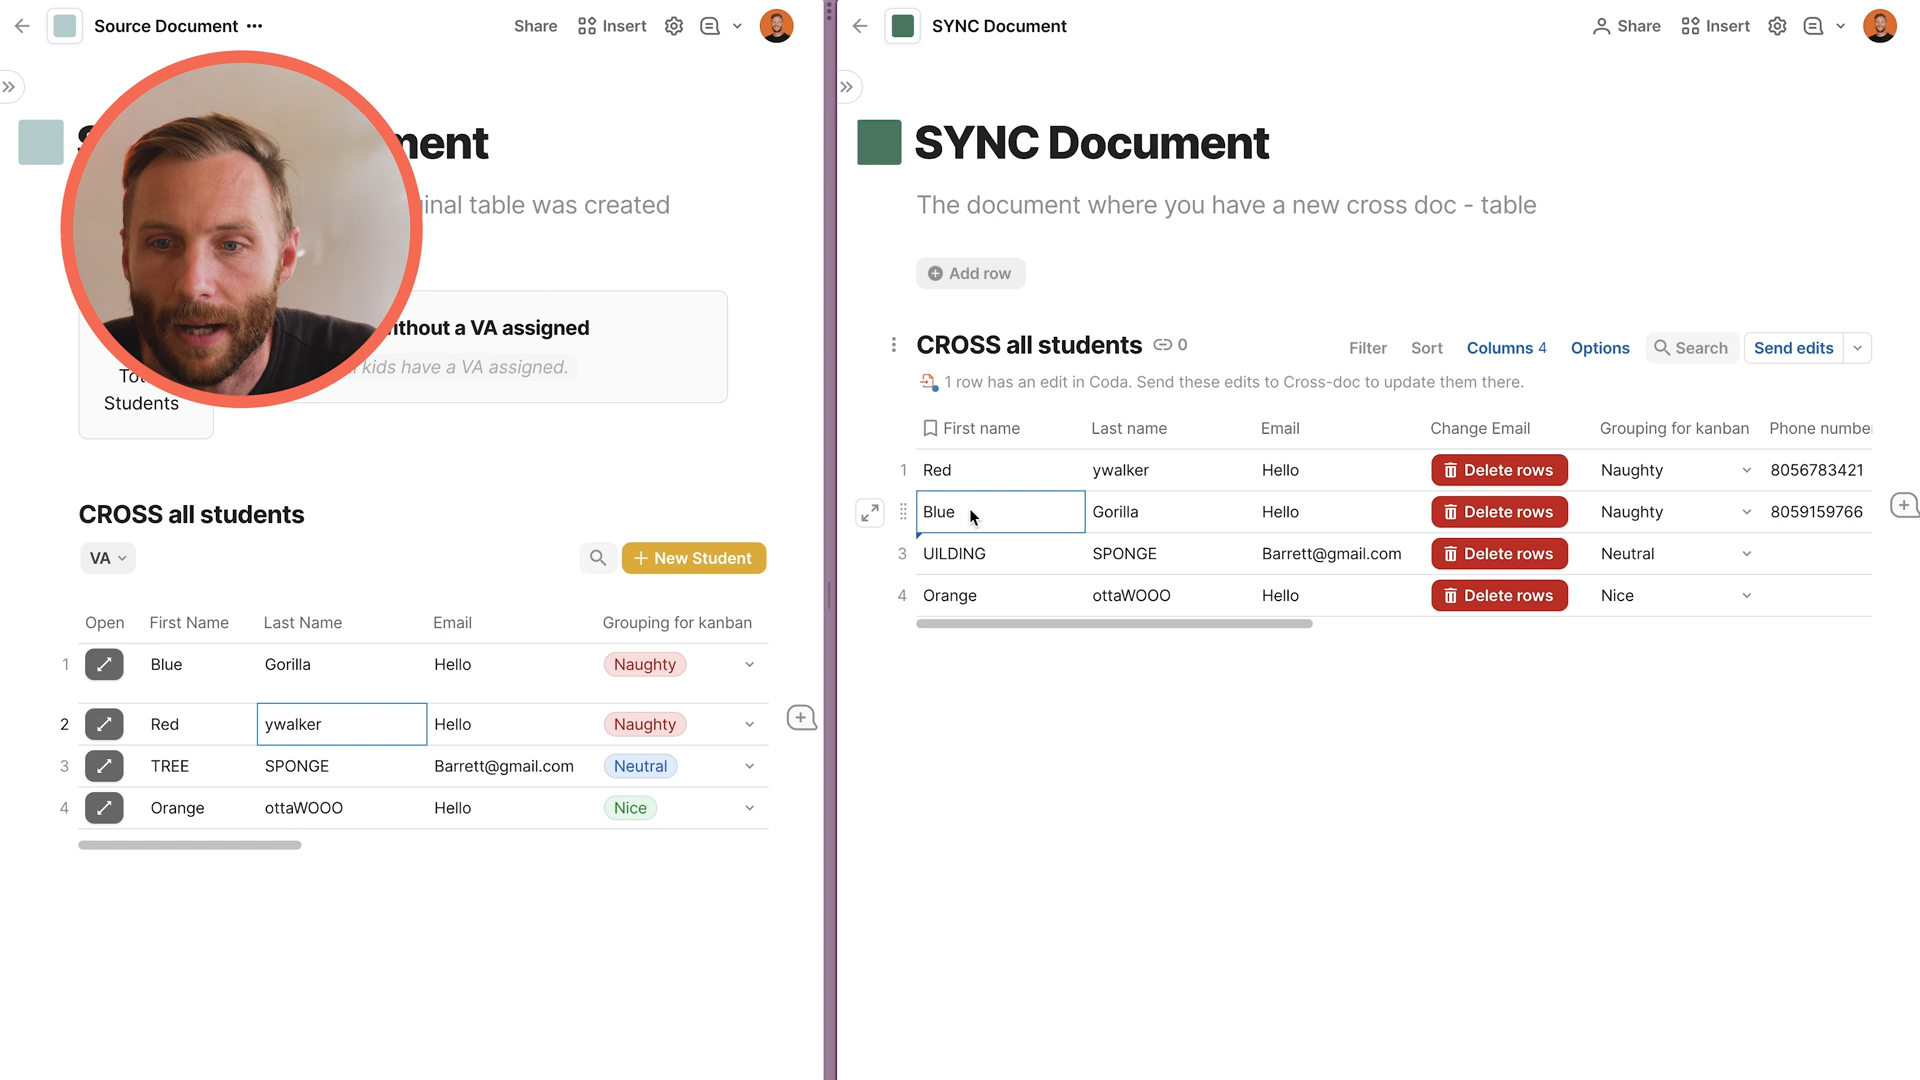 Source Document •••
Share
Insert
ment
inal table was created
ithout a VA assigned
kids have a VA assigned.
Students
CROSS all students
VA
+ New Student
Open First Name Last Name Email Grouping for kanban
1 Blue Gorilla Hello Naughty
2 Red ywalker Hello Naughty
3 TREE SPONGE Barrett@gmail.com Neutral
4 Orange ottaWOOO Hello Nice
SYNC Document
Share
Insert
SYNC Document
The document where you have a new cross doc - table
Add row
CROSS all students 0
Filter Sort Columns 4 Options Search Send edits
1 row has an edit in Coda. Send these edits to Cross-doc to update them there.
First name Last name Email Change Email Grouping for kanban Phone numbe
1 Red ywalker Hello Delete rows Naughty 8056783421
Blue Gorilla Hello Delete rows Naughty 8059159766
3 UILDING SPONGE Barrett@gmail.com Delete rows Neutral
4 Orange ottaWOOO Hello Delete rows Nice